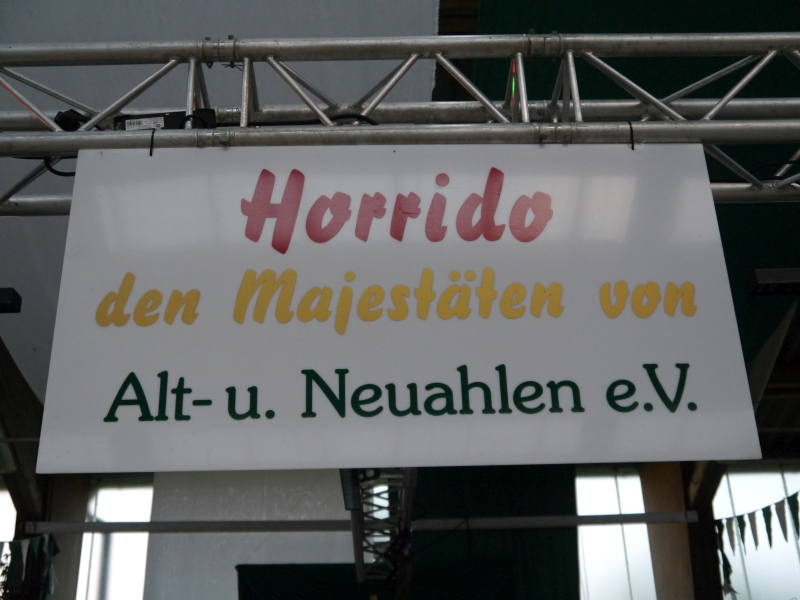 Horrido
den Majestäten von
Alt- u. Neuahlen e.V.